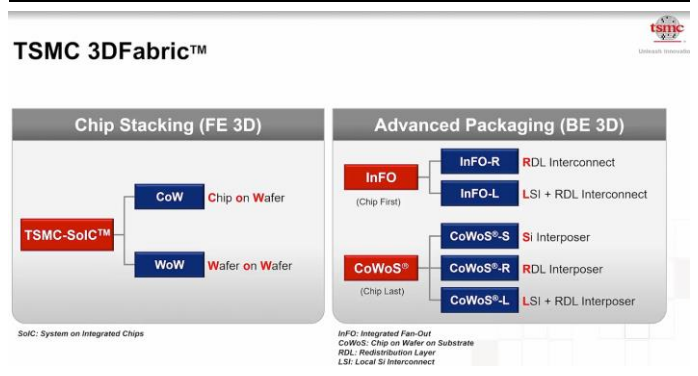 tsmc
Unleash Innovation
TSMC 3DFabric™
Chip Stacking (FE 3D)
TSMC-SoIC™
CoW
Chip on Wafer
WoW
Wafer on Wafer
SoIC: System on Integrated Chips
Advanced Packaging (BE 3D)
InFO
(Chip First)
InFO-R
RDL Interconnect
InFO-L
LSI + RDL Interconnect
CoWoS®
(Chip Last)
CoWoS®-S
Si Interposer
CoWoS®-R
RDL Interposer
CoWoS®-L
LSI + RDL Interposer
InFO: Integrated Fan-Out
CoWoS: Chip on Wafer on Substrate
RDL: Redistribution Layer
LSI: Local Si Interconnect